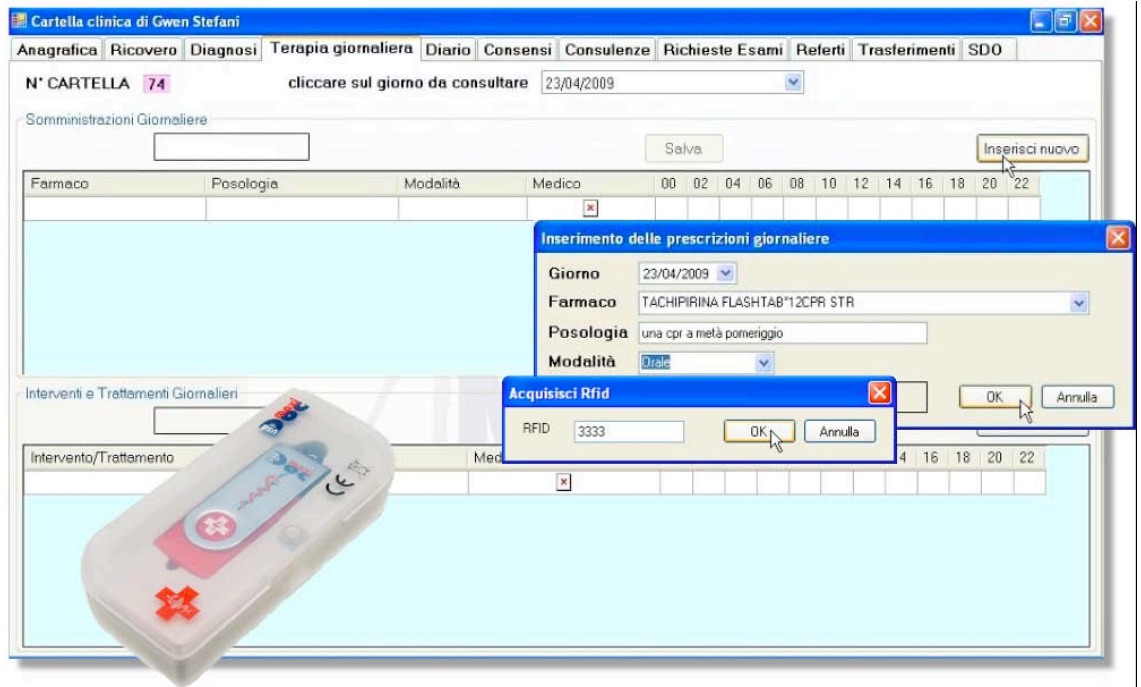 Cartella clinica di Gwen Stefani
Anagrafica Ricovero Diagnosi Terapia giornaliera Diario Consensi Consulenze Richieste Esami Referti Trasferimenti SDO
N° CARTELLA 74 cliccare sul giorno da consultare 23/04/2009
Somministrazioni Giornaliere
Salva Inserisci nuovo
Farmaco Posologia Modalità Medico 00 02 04 06 08 10 12 14 16 18 20 22
Inserimento delle prescrizioni giornaliere
Giorno 23/04/2009
Farmaco TACHIPIRINA FLASHTAB*12CPR STR
Posologia una cpr a metà pomeriggio
Modalità Orale
OK Annulla
Acquisisci Rfid
RFID 3333
OK Annulla
Interventi e Trattamenti Giornalieri
Intervento/Trattamento Med 4 16 18 20 22
CE